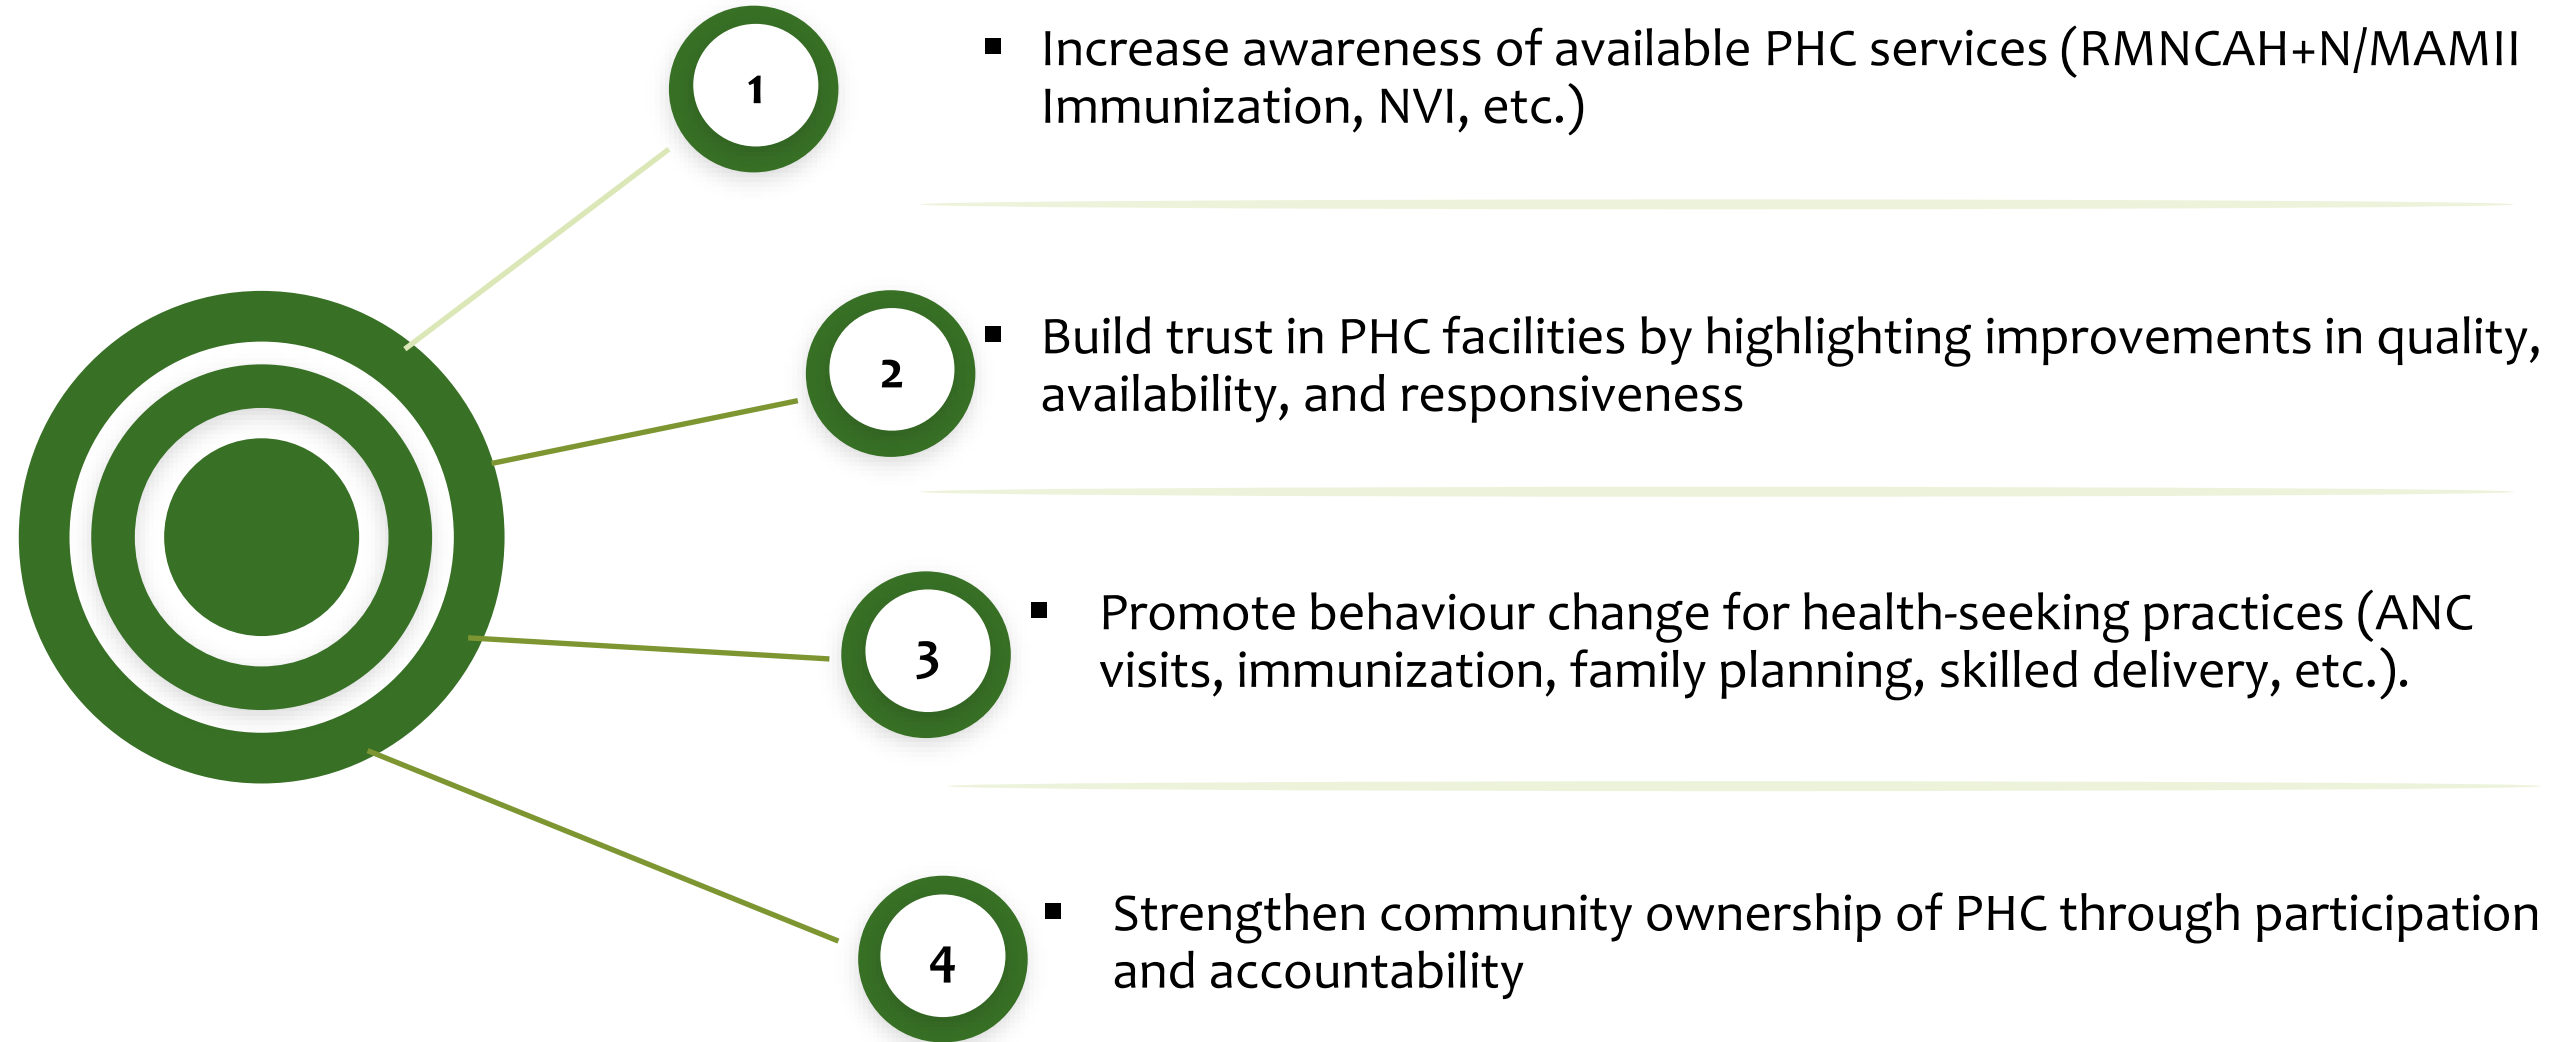 1
▪ Increase awareness of available PHC services (RMNCAH+N/MAMII
Immunization, NVI, etc.)
2
▪ Build trust in PHC facilities by highlighting improvements in quality,
availability, and responsiveness
3
▪ Promote behaviour change for health-seeking practices (ANC
visits, immunization, family planning, skilled delivery, etc.).
4
▪ Strengthen community ownership of PHC through participation
and accountability